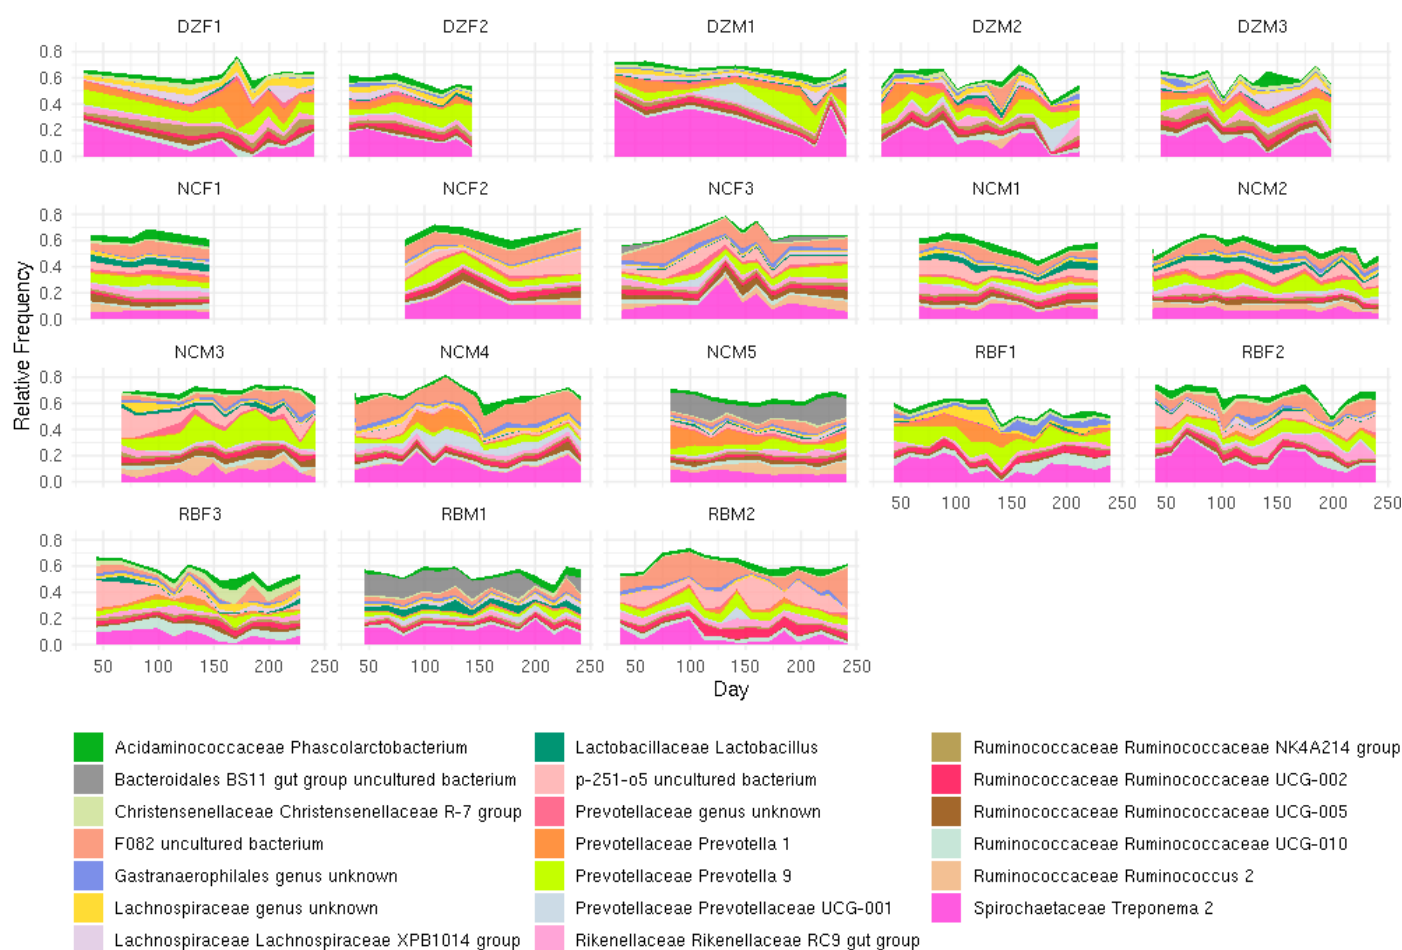 DZF1 DZF2 DZM1 DZM2 DZM3
0.8
0.6
0.4
0.2
0.0
NCF1 NCF2 NCF3 NCM1 NCM2
0.8
0.6
0.4
0.2
0.0
Relative Frequency
NCM3 NCM4 NCM5 RBF1 RBF2
0.8
0.6
0.4
0.2
0.0
50 100 150 200 250 50 100 150 200 250
RBF3 RBM1 RBM2
0.8
0.6
0.4
0.2
0.0
50 100 150 200 250 50 100 150 200 250 50 100 150 200 250
Day
Acidaminococcaceae Phascolarctobacterium
Bacteroidales BS11 gut group uncultured bacterium
Christensenellaceae Christensenellaceae R-7 group
F082 uncultured bacterium
Gastranaerophilales genus unknown
Lachnospiraceae genus unknown
Lachnospiraceae Lachnospiraceae XPB1014 group
Lactobacillaceae Lactobacillus
p-251-o5 uncultured bacterium
Prevotellaceae genus unknown
Prevotellaceae Prevotella 1
Prevotellaceae Prevotella 9
Prevotellaceae Prevotellaceae UCG-001
Rikenellaceae Rikenellaceae RC9 gut group
Ruminococcaceae Ruminococcaceae NK4A214 group
Ruminococcaceae Ruminococcaceae UCG-002
Ruminococcaceae Ruminococcaceae UCG-005
Ruminococcaceae Ruminococcaceae UCG-010
Ruminococcaceae Ruminococcus 2
Spirochaetaceae Treponema 2